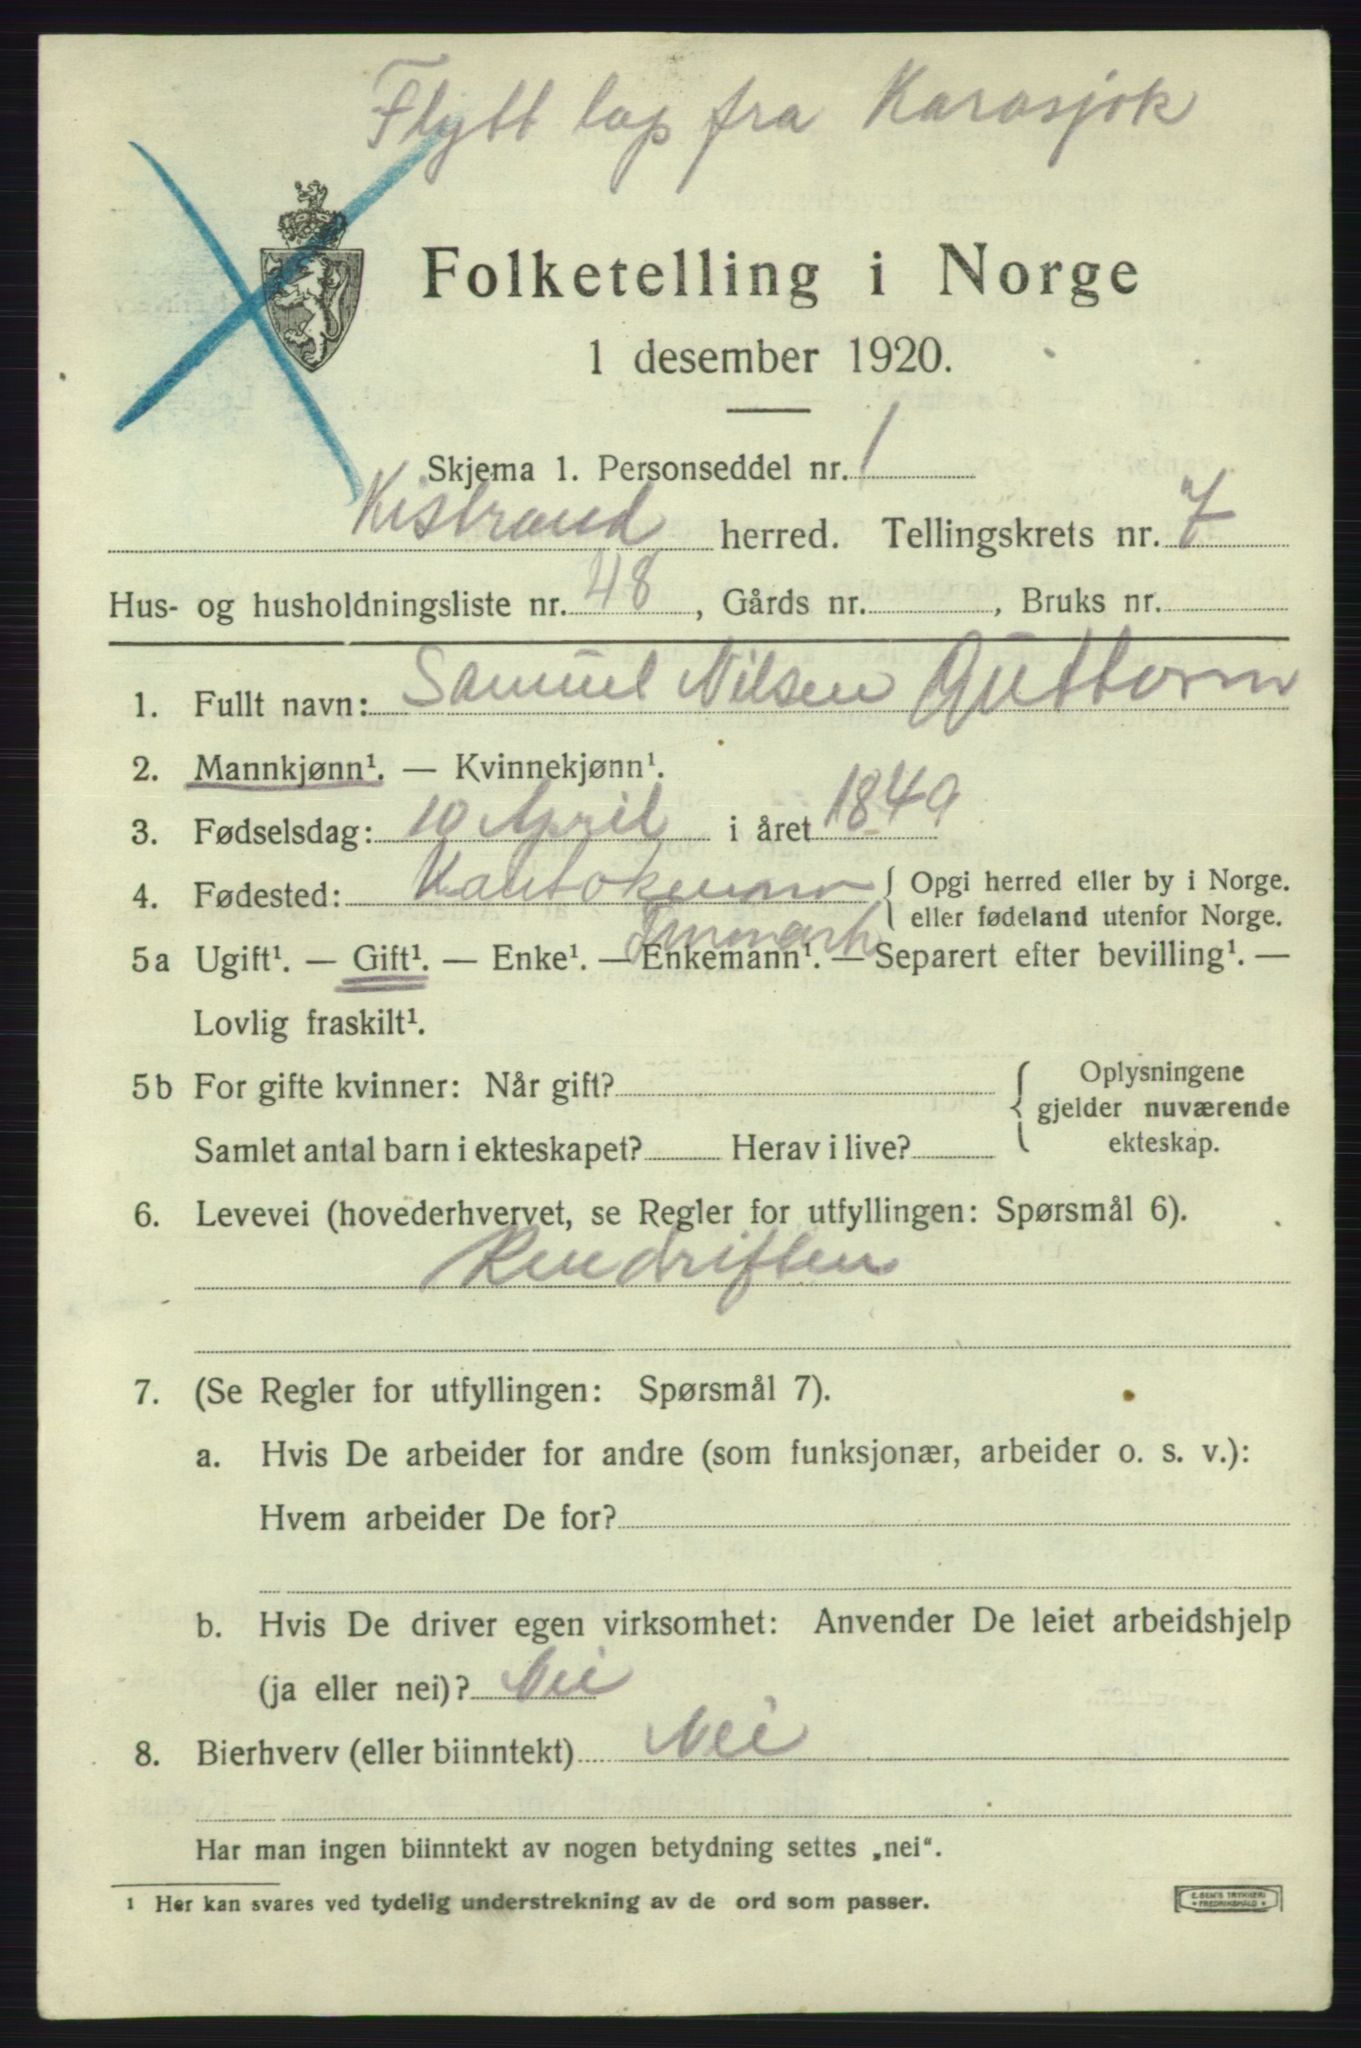 Flytt lap fra Karasjok
Folketelling i Norge
1 desember 1920.
Skjema 1. Personseddel nr. 1
Kistrand herred. Tellingskrets nr. 7
Hus- og husholdningsliste nr. 48, Gårds nr. , Bruks nr.
1. Fullt navn: Samuel Nilsen Guttorm
2. Mannkjønn¹. — Kvinnekjønn¹.
3. Fødselsdag: 10 April i året 1849
4. Fødested: Kautokeino { Opgi herred eller by i Norge.
eller fødeland utenfor Norge.
Finmark
5a Ugift¹. — Gift¹. — Enke¹. — Enkemann¹. — Separert efter bevilling¹. —
Lovlig fraskilt¹.
5b For gifte kvinner: Når gift? { Oplysningene
gjelder nuværende
Samlet antal barn i ekteskapet? Herav i live? ekteskap.
6. Levevei (hovederhvervet, se Regler for utfyllingen: Spørsmål 6).
Rendriften
7. (Se Regler for utfyllingen: Spørsmål 7).
a. Hvis De arbeider for andre (som funksjonær, arbeider o. s. v.):
Hvem arbeider De for?
b. Hvis De driver egen virksomhet: Anvender De leiet arbeidshjelp
(ja eller nei)? Nei
8. Bierhverv (eller biinntekt) Nei
Har man ingen biinntekt av nogen betydning settes „nei“.
¹ Her kan svares ved tydelig understrekning av de ord som passer.
E. SEM'S TRYKKERI
FREDRIKSHALD